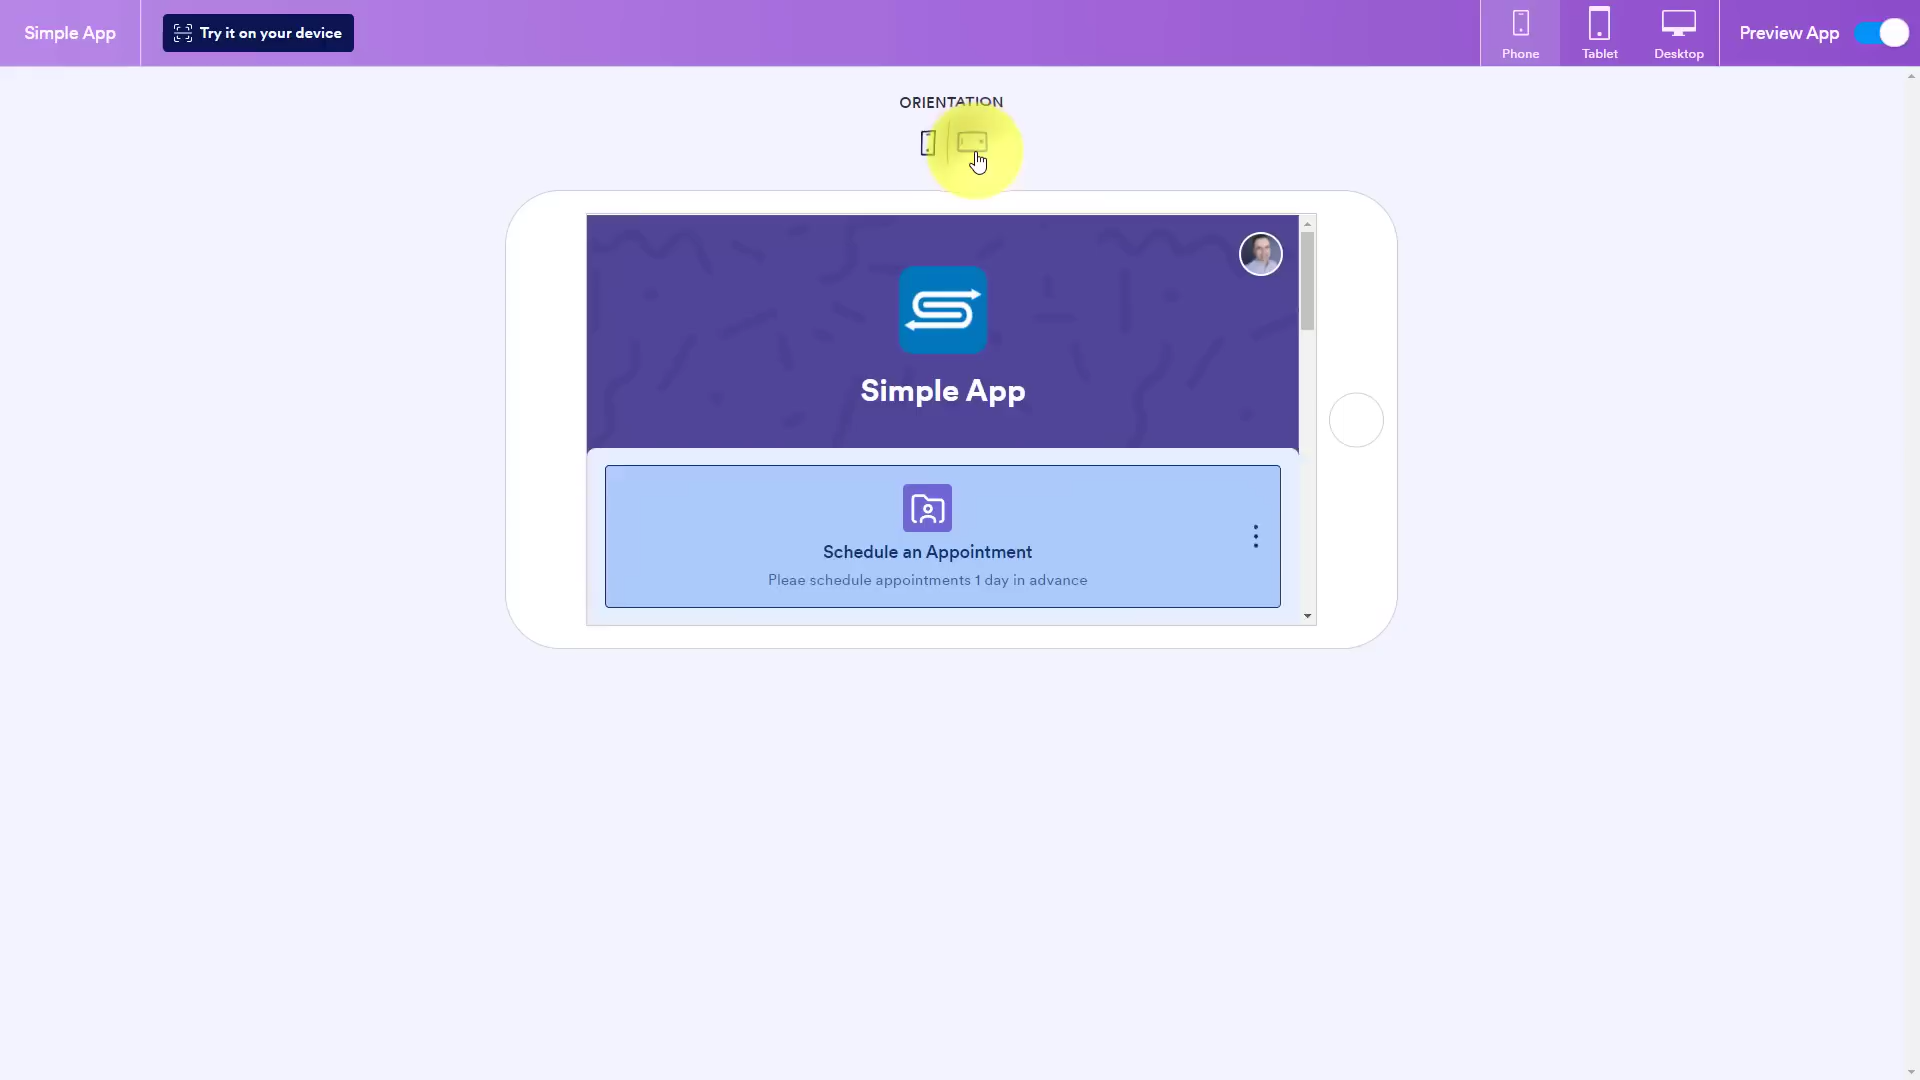 Simple App
Try it on your device
Phone
Tablet
Desktop
Preview App
ORIENTATION
Simple App
Schedule an Appointment
Pleae schedule appointments 1 day in advance